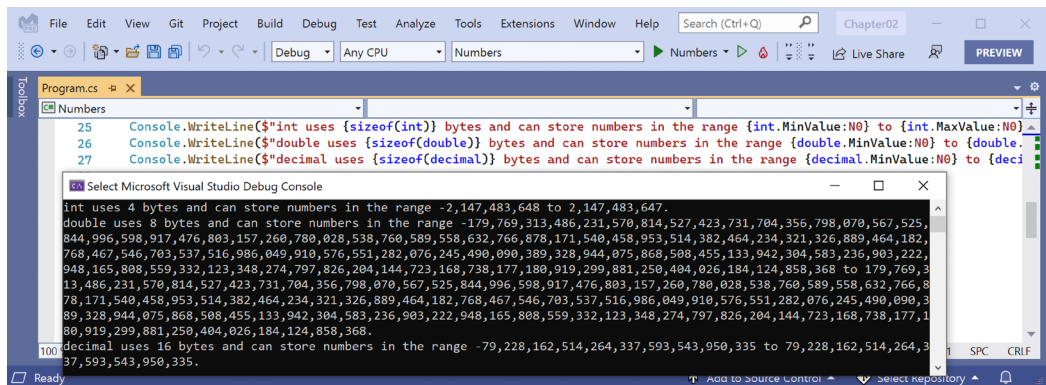 File Edit View Git Project Build Debug Test Analyze Tools Extensions Window Help Search (Ctrl+Q) Chapter02
Debug Any CPU Numbers Numbers Live Share PREVIEW
Toolbox
Program.cs
C# Numbers
25 Console.WriteLine($"int uses {sizeof(int)} bytes and can store numbers in the range {int.MinValue:N0} to {int.MaxValue:N0}
26 Console.WriteLine($"double uses {sizeof(double)} bytes and can store numbers in the range {double.MinValue:N0} to {double.
27 Console.WriteLine($"decimal uses {sizeof(decimal)} bytes and can store numbers in the range {decimal.MinValue:N0} to {deci
Select Microsoft Visual Studio Debug Console
int uses 4 bytes and can store numbers in the range -2,147,483,648 to 2,147,483,647.
double uses 8 bytes and can store numbers in the range -179,769,313,486,231,570,814,527,423,731,704,356,798,070,567,525,
844,996,598,917,476,803,157,260,780,028,538,760,589,558,632,766,878,171,540,458,953,514,382,464,234,321,326,889,464,182,
768,467,546,703,537,516,986,049,910,576,551,282,076,245,490,090,389,328,944,075,868,508,455,133,942,304,583,236,903,222,
948,165,808,559,332,123,348,274,797,826,204,144,723,168,738,177,180,919,299,881,250,404,026,184,124,858,368 to 179,769,3
13,486,231,570,814,527,423,731,704,356,798,070,567,525,844,996,598,917,476,803,157,260,780,028,538,760,589,558,632,766,8
78,171,540,458,953,514,382,464,234,321,326,889,464,182,768,467,546,703,537,516,986,049,910,576,551,282,076,245,490,090,3
89,328,944,075,868,508,455,133,942,304,583,236,903,222,948,165,808,559,332,123,348,274,797,826,204,144,723,168,738,177,1
80,919,299,881,250,404,026,184,124,858,368.
decimal uses 16 bytes and can store numbers in the range -79,228,162,514,264,337,593,543,950,335 to 79,228,162,514,264,3
37,593,543,950,335.
100 SPC CRLF
Ready Add to Source Control Select Repository